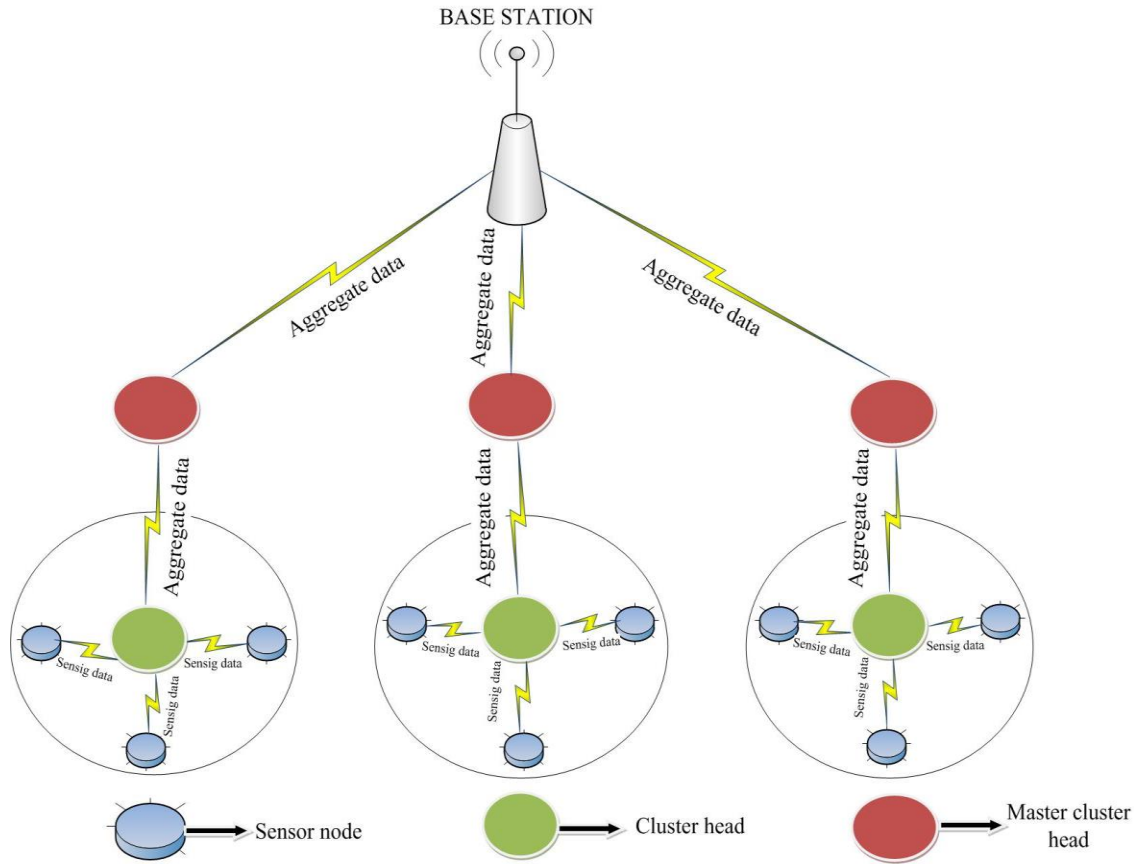 BASE STATION
Aggregate data
Aggregate data
Aggregate data
Aggregate data
Aggregate data
Aggregate data
Sensig data
Sensig data
Sensig data
Sensig data
Sensig data
Sensig data
Sensig data
Sensig data
Sensig data
Sensor node
Cluster head
Master cluster
head